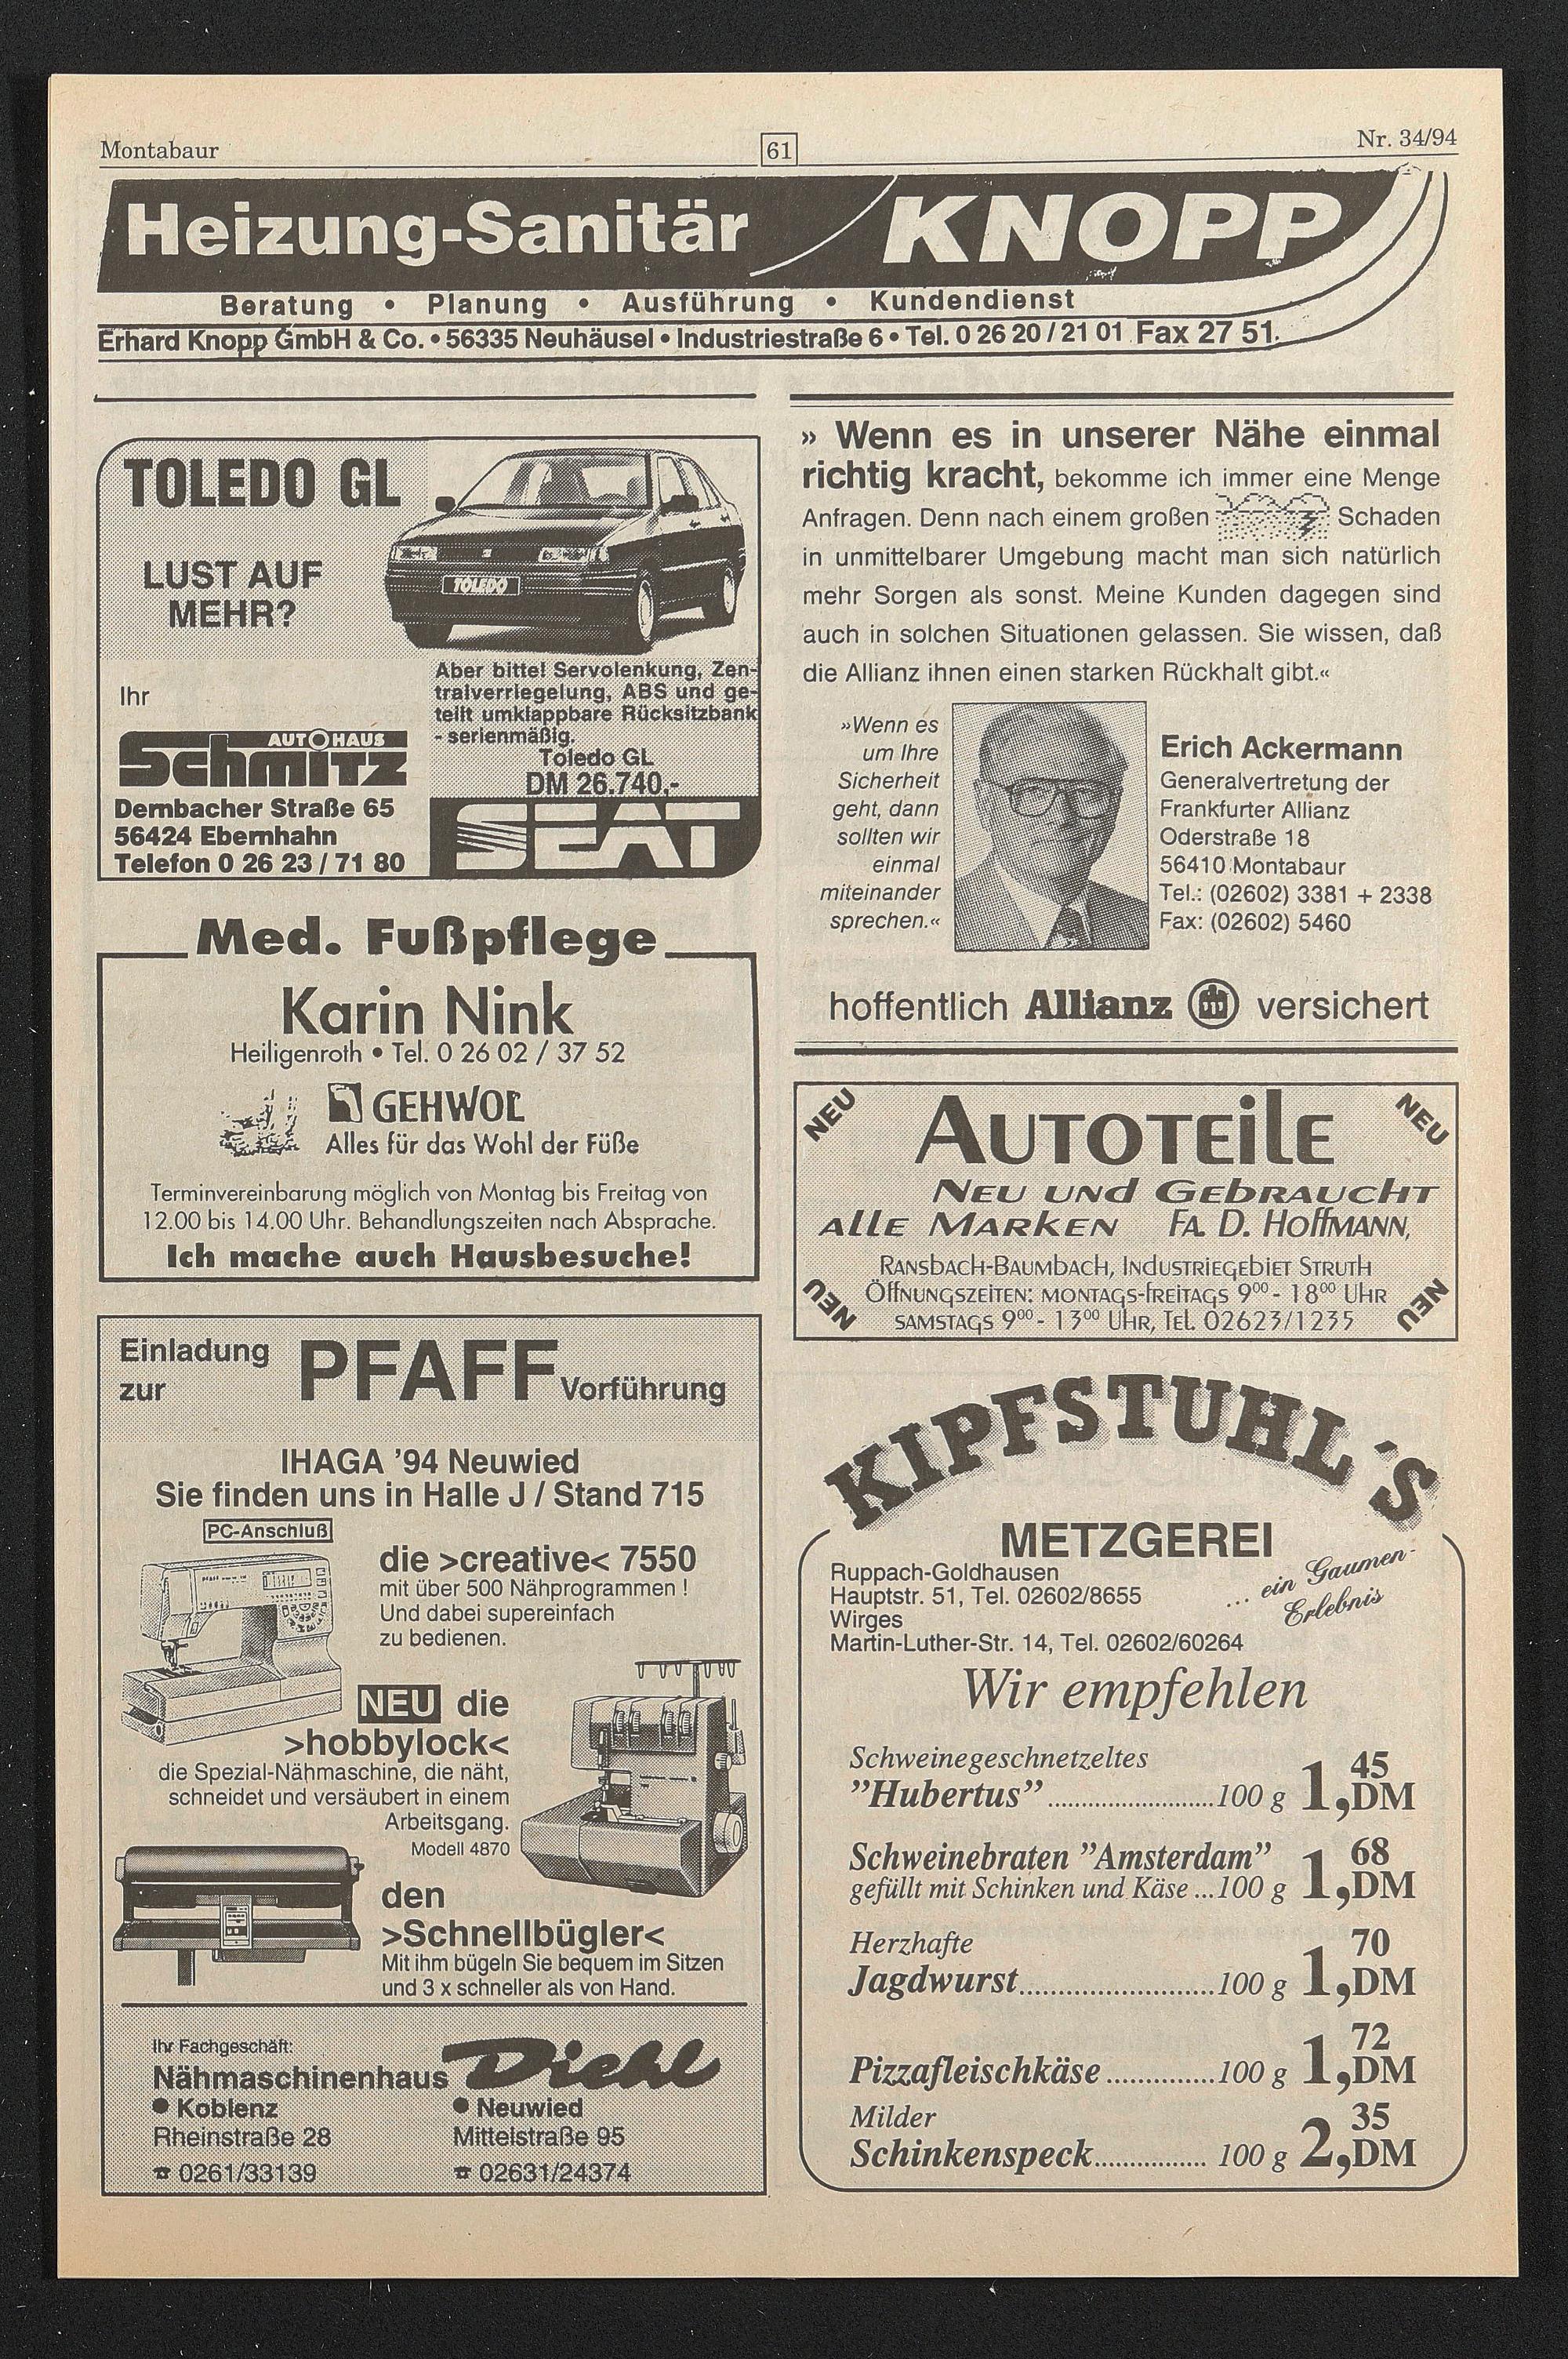 Montabaur
61
Nr. 34/94
Heizung-Sanitär KNOPP
Beratung • Planung • Ausführung • Kundendienst
Erhard Knopp GmbH & Co. • 56335 Neuhäusel • Industriestraße 6 • Tel. 0 26 20 / 21 01 Fax 27 51.
TOLEDO GL
LUST AUF
MEHR?
TOLEDO
Aber bitte! Servolenkung, Zen-
tralverriegelung, ABS und ge-
teilt umklappbare Rücksitzbank
- serienmäßig.
Toledo GL
DM 26.740,-
Ihr
AUTOHAUS
Schmitz
Dernbacher Straße 65
56424 Ebernhahn
Telefon 0 26 23 / 71 80
SEAT
Med. Fußpflege
Karin Nink
Heiligenroth • Tel. 0 26 02 / 37 52
GEHWOL
Alles für das Wohl der Füße
Terminvereinbarung möglich von Montag bis Freitag von
12.00 bis 14.00 Uhr. Behandlungszeiten nach Absprache.
Ich mache auch Hausbesuche!
Einladung
zur
PFAFF Vorführung
IHAGA '94 Neuwied
Sie finden uns in Halle J / Stand 715
PC-Anschluß
die >creative< 7550
mit über 500 Nähprogrammen !
Und dabei supereinfach
zu bedienen.
NEU die
>hobbylock<
die Spezial-Nähmaschine, die näht,
schneidet und versäubert in einem
Arbeitsgang.
Modell 4870
den
>Schnellbügler<
Mit ihm bügeln Sie bequem im Sitzen
und 3 x schneller als von Hand.
Ihr Fachgeschäft:
Nähmaschinenhaus Diehl
• Koblenz
Rheinstraße 28
☎ 0261/33139
• Neuwied
Mittelstraße 95
☎ 02631/24374
» Wenn es in unserer Nähe einmal
richtig kracht, bekomme ich immer eine Menge
Anfragen. Denn nach einem großen Schaden
in unmittelbarer Umgebung macht man sich natürlich
mehr Sorgen als sonst. Meine Kunden dagegen sind
auch in solchen Situationen gelassen. Sie wissen, daß
die Allianz ihnen einen starken Rückhalt gibt.«
»Wenn es
um Ihre
Sicherheit
geht, dann
sollten wir
einmal
miteinander
sprechen.«
Erich Ackermann
Generalvertretung der
Frankfurter Allianz
Oderstraße 18
56410 Montabaur
Tel.: (02602) 3381 + 2338
Fax: (02602) 5460
hoffentlich Allianz versichert
NEU
NEU
AUTOTEILE
NEU UND GEBRAUCHT
ALLE MARKEN FA. D. HOFFMANN,
RANSBACH-BAUMBACH, INDUSTRIEGEBIET STRUTH
ÖFFNUNGSZEITEN: MONTAGS-FREITAGS 9⁰⁰ - 18⁰⁰ UHR
SAMSTAGS 9⁰⁰ - 13⁰⁰ UHR, TEL. 02623/1235
NEU
NEU
KIPFSTUHL´S
METZGEREI
Ruppach-Goldhausen
Hauptstr. 51, Tel. 02602/8655
Wirges
Martin-Luther-Str. 14, Tel. 02602/60264
... ein Gaumen-
Erlebnis
Wir empfehlen
Schweinegeschnetzeltes
"Hubertus" ........................ 100 g 1,45 DM
Schweinebraten "Amsterdam"
gefüllt mit Schinken und Käse ... 100 g 1,68 DM
Herzhafte
Jagdwurst ......................... 100 g 1,70 DM
Pizzafleischkäse .............. 100 g 1,72 DM
Milder
Schinkenspeck ................ 100 g 2,35 DM